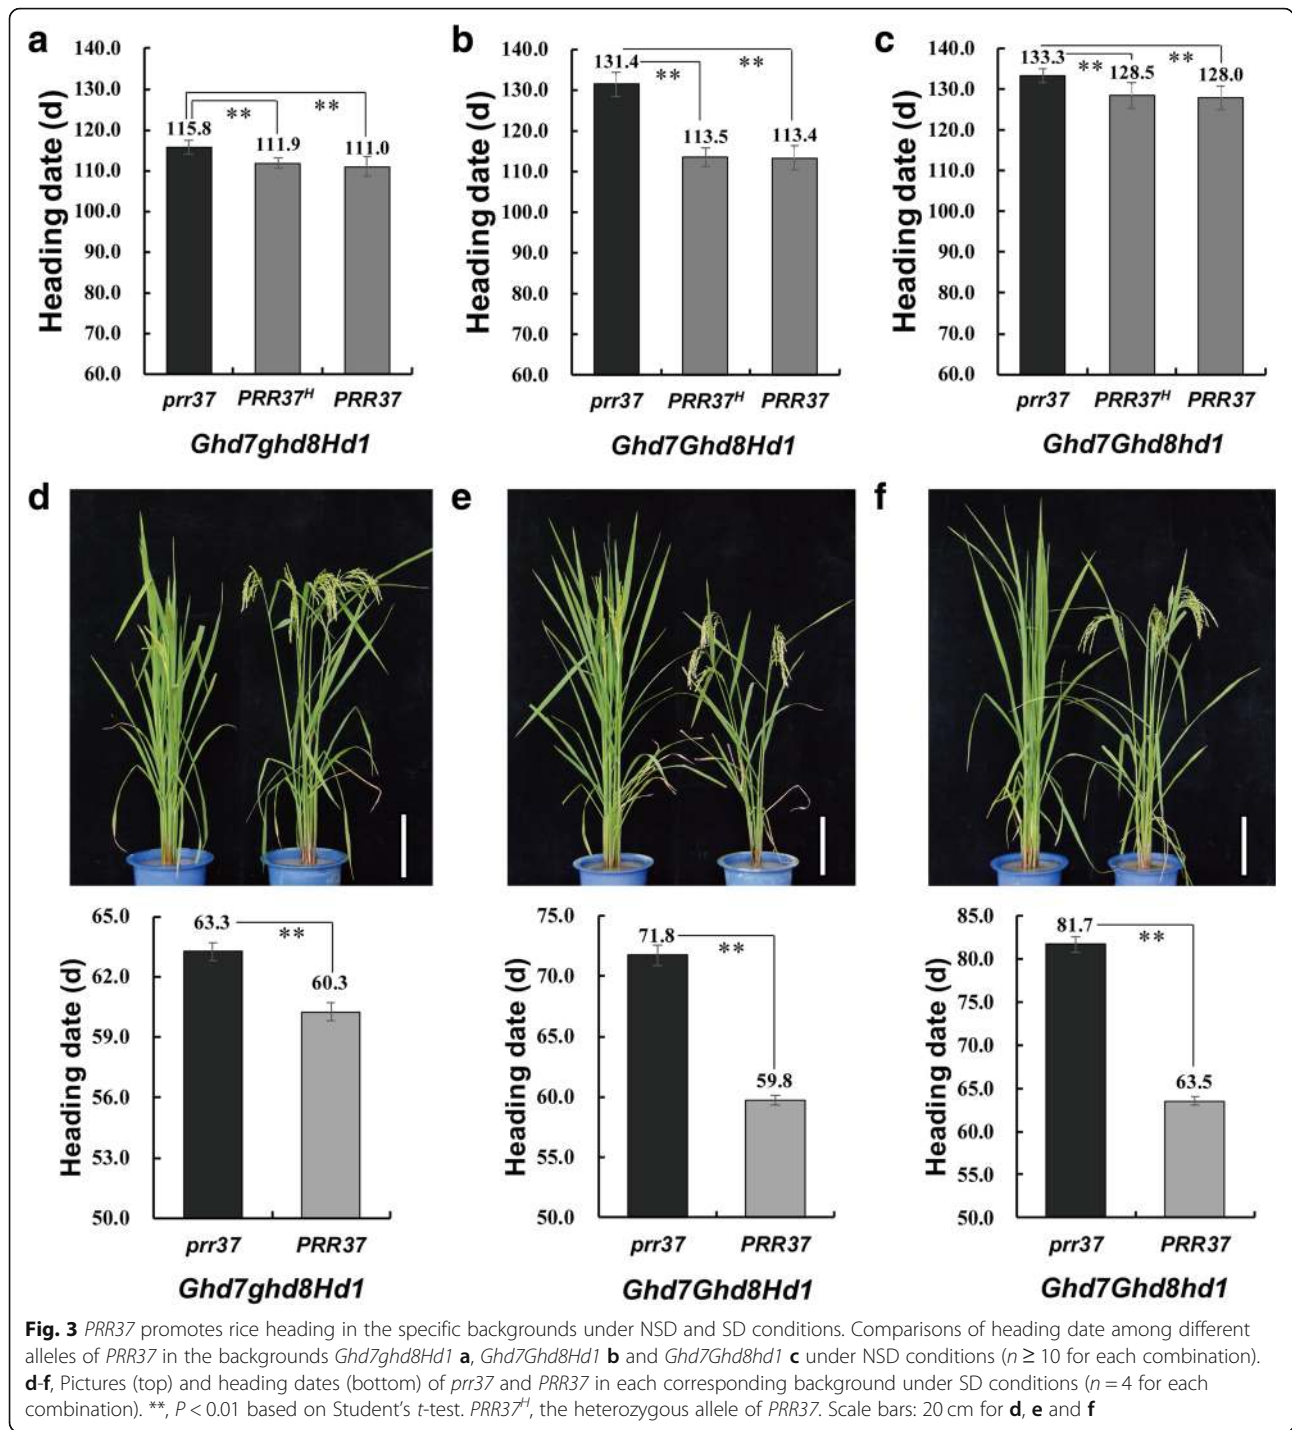 a
140.0
130.0
120.0
110.0
100.0
90.0
80.0
70.0
60.0
Heading date (d)
115.8
111.9
111.0
**
**
prr37 PRR37H PRR37
Ghd7ghd8Hd1
b
140.0
130.0
120.0
110.0
100.0
90.0
80.0
70.0
60.0
Heading date (d)
131.4
113.5
113.4
**
**
prr37 PRR37H PRR37
Ghd7Ghd8Hd1
c
140.0
130.0
120.0
110.0
100.0
90.0
80.0
70.0
60.0
Heading date (d)
133.3
128.5
128.0
**
**
prr37 PRR37H PRR37
Ghd7Ghd8hd1
d
65.0
62.0
59.0
56.0
53.0
50.0
Heading date (d)
63.3
60.3
**
prr37 PRR37
Ghd7ghd8Hd1
e
75.0
70.0
65.0
60.0
55.0
50.0
Heading date (d)
71.8
59.8
**
prr37 PRR37
Ghd7Ghd8Hd1
f
85.0
80.0
75.0
70.0
65.0
60.0
55.0
50.0
Heading date (d)
81.7
63.5
**
prr37 PRR37
Ghd7Ghd8hd1
Fig. 3 PRR37 promotes rice heading in the specific backgrounds under NSD and SD conditions. Comparisons of heading date among different
alleles of PRR37 in the backgrounds Ghd7ghd8Hd1 a, Ghd7Ghd8Hd1 b and Ghd7Ghd8hd1 c under NSD conditions (n ≥ 10 for each combination).
d-f, Pictures (top) and heading dates (bottom) of prr37 and PRR37 in each corresponding background under SD conditions (n = 4 for each
combination). **, P < 0.01 based on Student's t-test. PRR37H, the heterozygous allele of PRR37. Scale bars: 20 cm for d, e and f